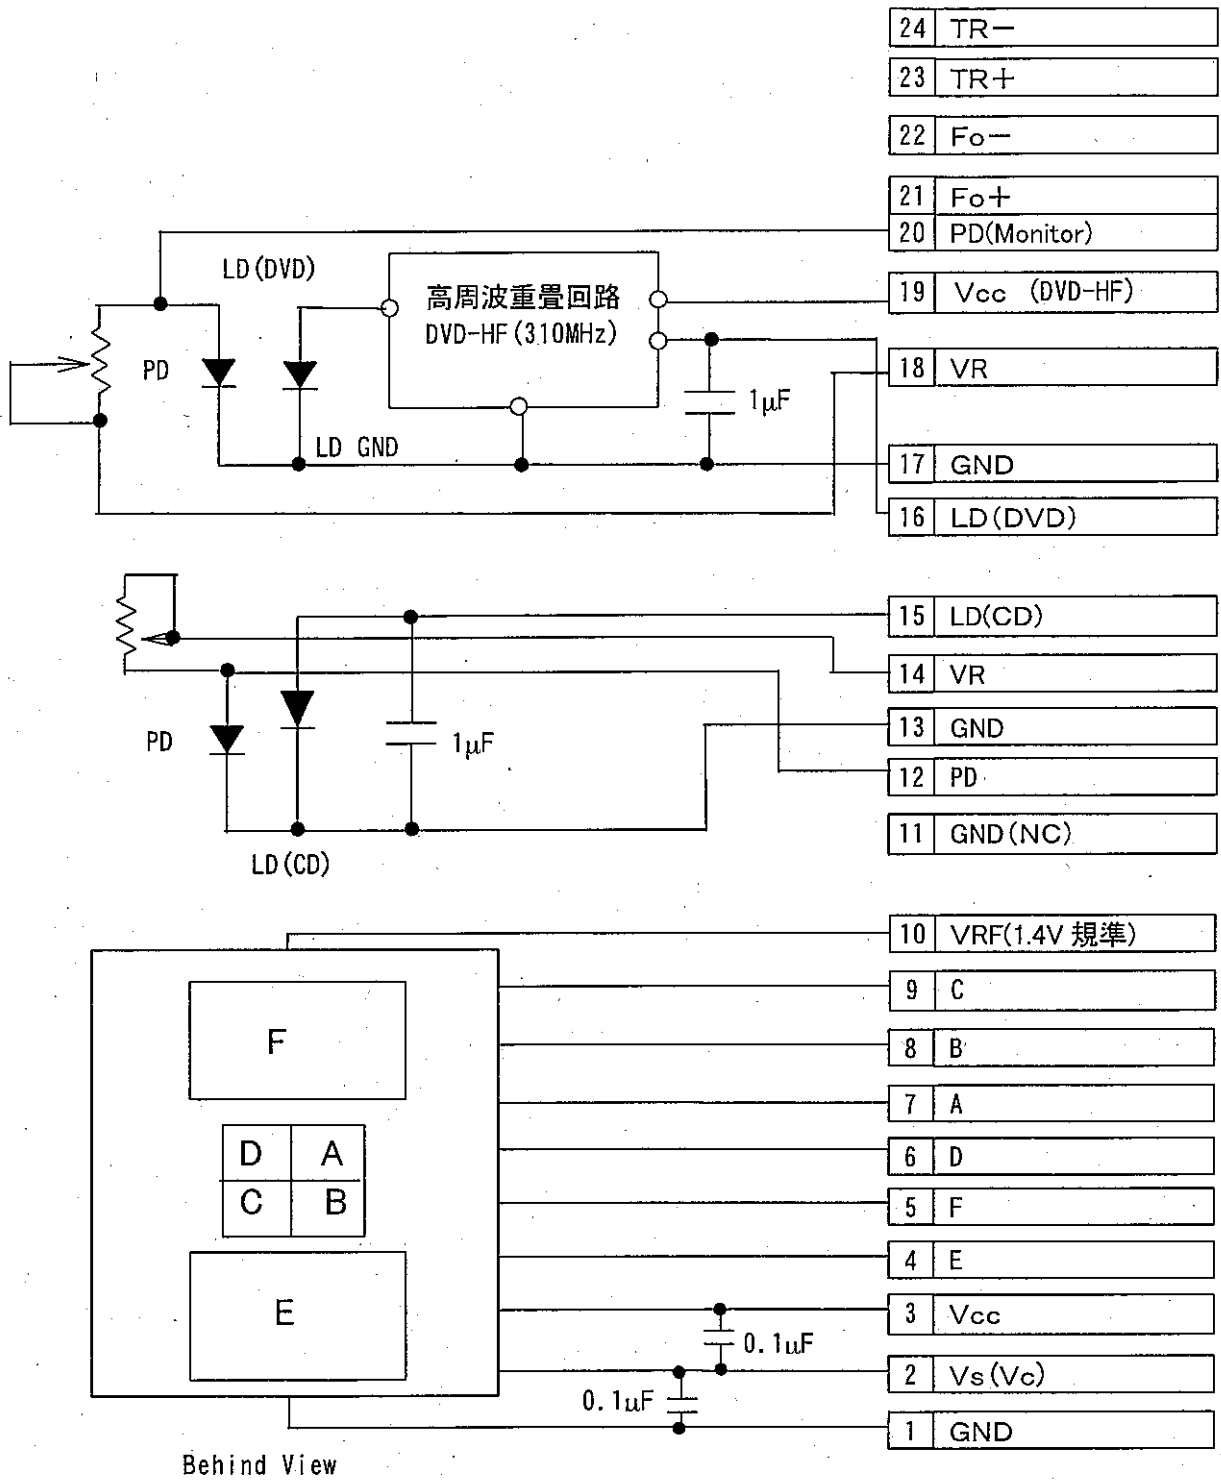 24 TR−
23 TR+
22 Fo−
21 Fo+
20 PD(Monitor)
LD(DVD)
高周波重畳回路
DVD-HF(310MHz)
19 Vcc (DVD-HF)
PD
18 VR
1μF
LD GND
17 GND
16 LD(DVD)
15 LD(CD)
14 VR
13 GND
PD
1μF
12 PD
11 GND(NC)
LD(CD)
10 VRF(1.4V 規準)
9 C
F
8 B
7 A
D A
6 D
C B
5 F
4 E
E
3 Vcc
0.1μF
2 Vs(Vc)
0.1μF
1 GND
Behind View